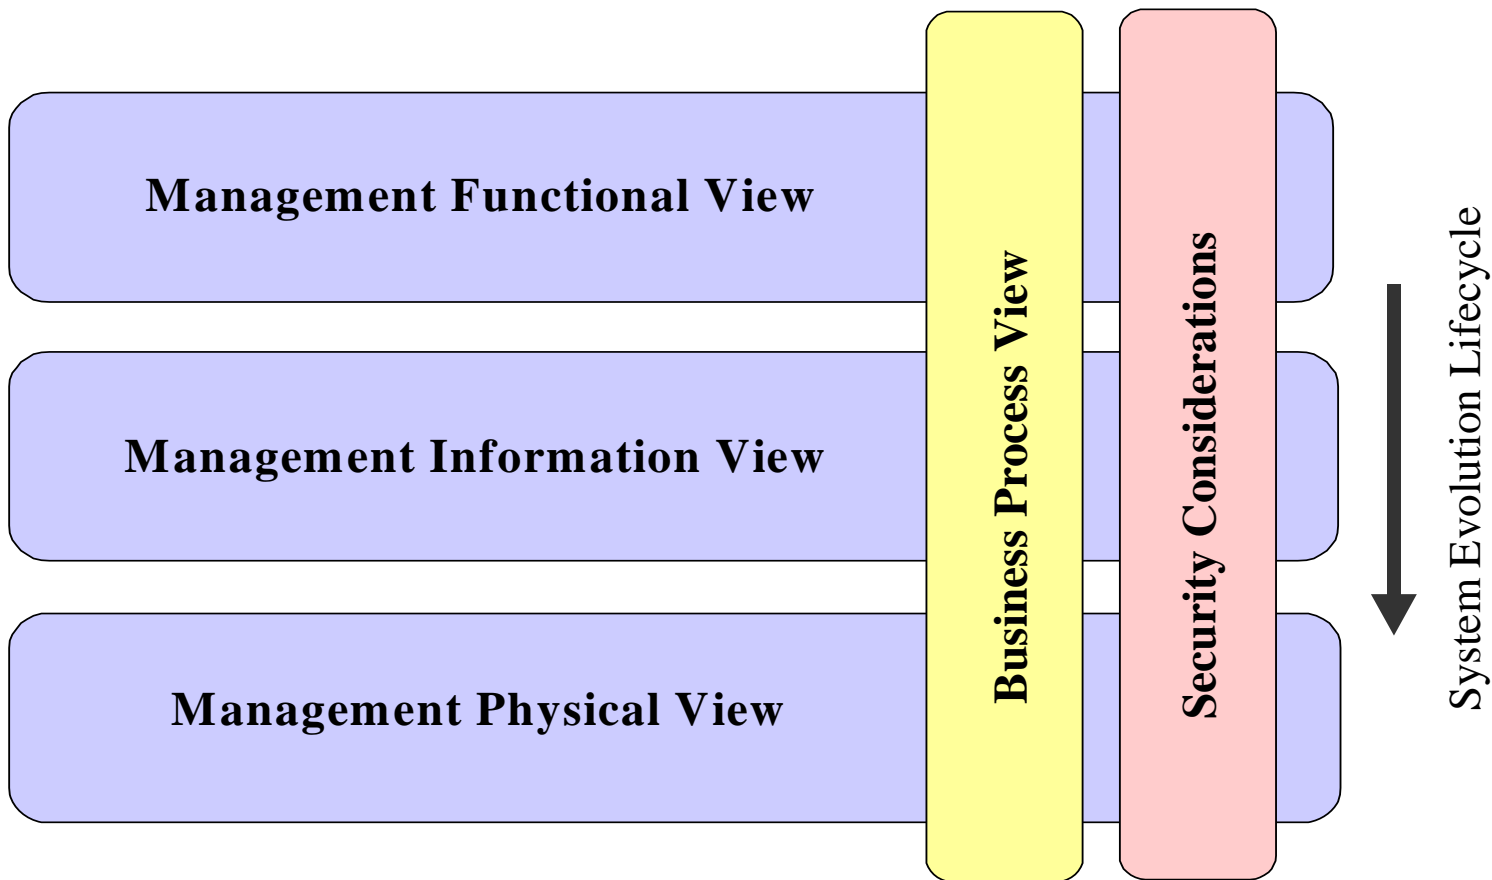 Management Functional View
Management Information View
Management Physical View
Business Process View
Security Considerations
System Evolution Lifecycle